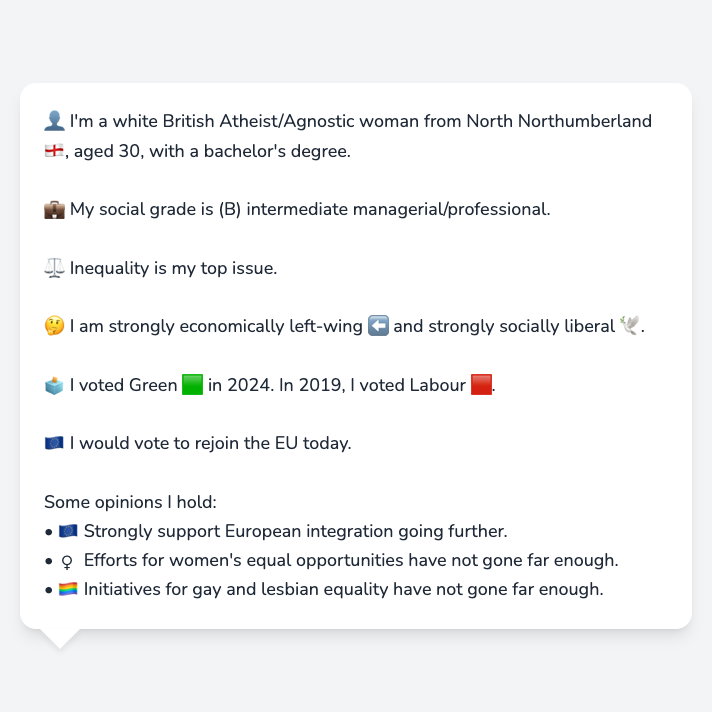 👤 I'm a white British Atheist/Agnostic woman from North Northumberland
🏴󠁧󠁢󠁥󠁮󠁧󠁿, aged 30, with a bachelor's degree.
💼 My social grade is (B) intermediate managerial/professional.
⚖️ Inequality is my top issue.
🤔 I am strongly economically left-wing ⬅️ and strongly socially liberal 🕊️.
🗳️ I voted Green 🟩 in 2024. In 2019, I voted Labour 🟥.
🇪🇺 I would vote to rejoin the EU today.
Some opinions I hold:
• 🇪🇺 Strongly support European integration going further.
• ♀ Efforts for women's equal opportunities have not gone far enough.
• 🏳️‍🌈 Initiatives for gay and lesbian equality have not gone far enough.